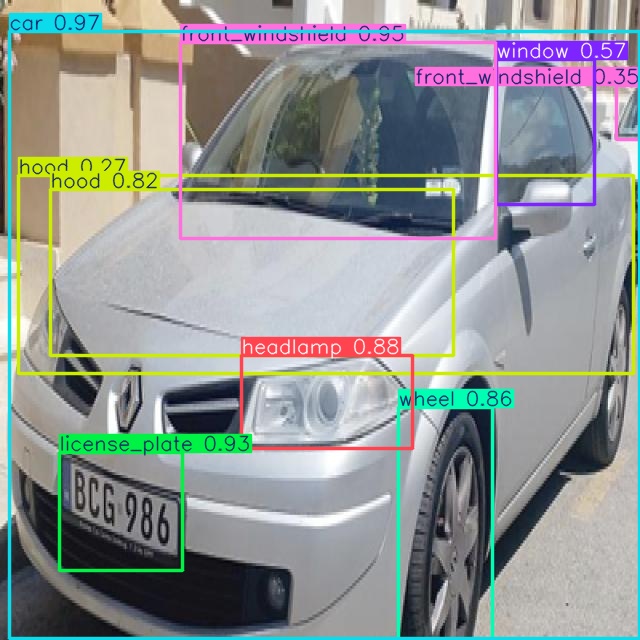 car 0.97
front_windshield 0.95
window 0.57
front_windshield 0.35
hood 0.27
hood 0.82
headlamp 0.88
wheel 0.86
license_plate 0.93
BCG 986